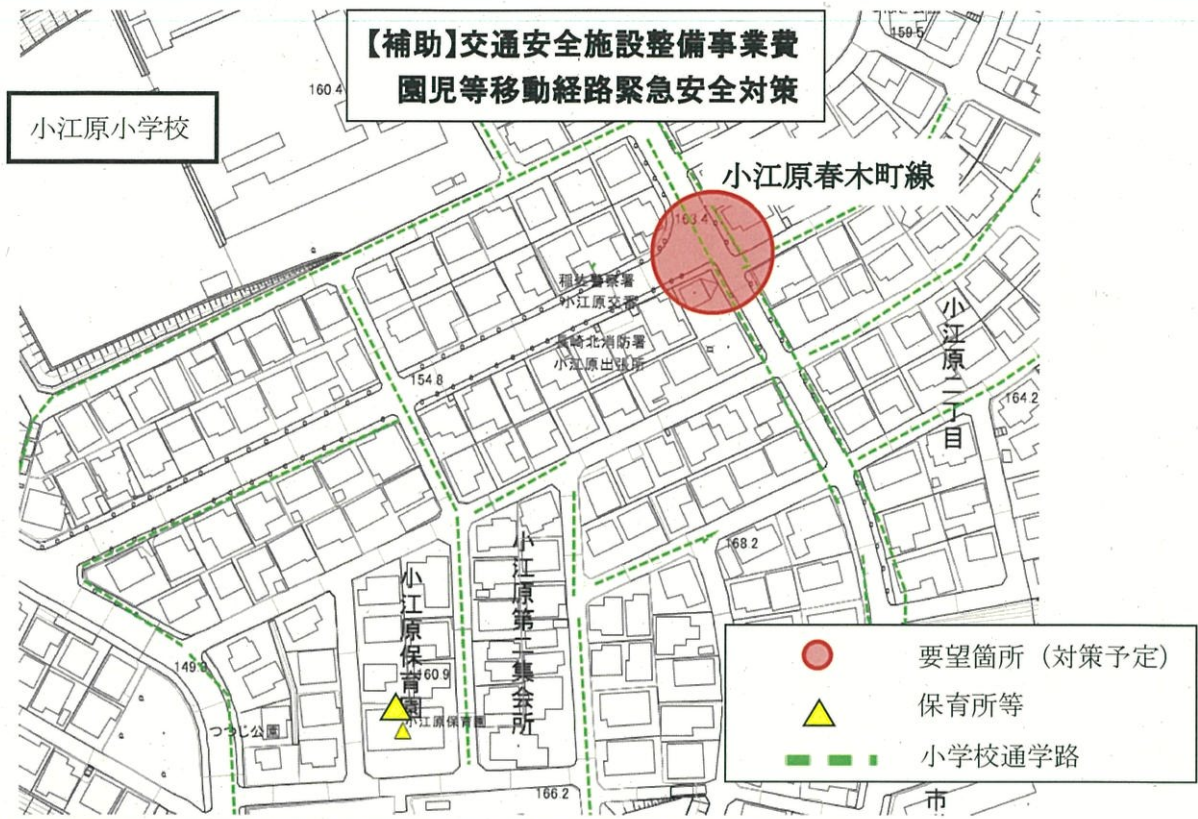 【補助】交通安全施設整備事業費
園児等移動経路緊急安全対策
159.5
160.4
小江原小学校
小江原春木町線
163.4
稲佐警察署
小江原交番
長崎北消防署
小江原出張所
154.8
小江原二丁目
164.2
168.2
小江原保育園
小江原第二集会所
149.3
160.9
小江原保育園
つつじ公園
166.2
要望箇所（対策予定）
保育所等
小学校通学路
市